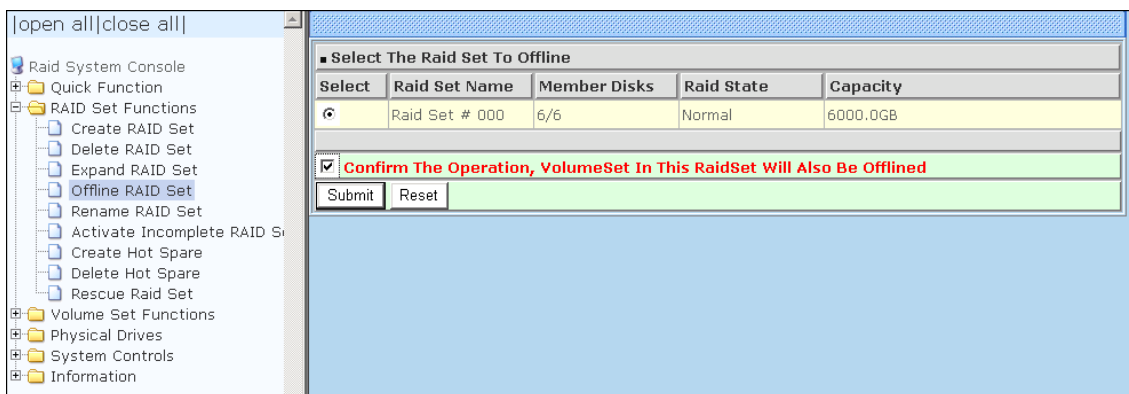 |open all|close all|
Raid System Console
Quick Function
RAID Set Functions
Create RAID Set
Delete RAID Set
Expand RAID Set
Offline RAID Set
Rename RAID Set
Activate Incomplete RAID
Create Hot Spare
Delete Hot Spare
Rescue Raid Set
Volume Set Functions
Physical Drives
System Controls
Information
Select The Raid Set To Offline
Select Raid Set Name Member Disks Raid State Capacity
Raid Set # 000 6/6 Normal 6000.0GB
Confirm The Operation, VolumeSet In This RaidSet Will Also Be Offlined
Submit Reset